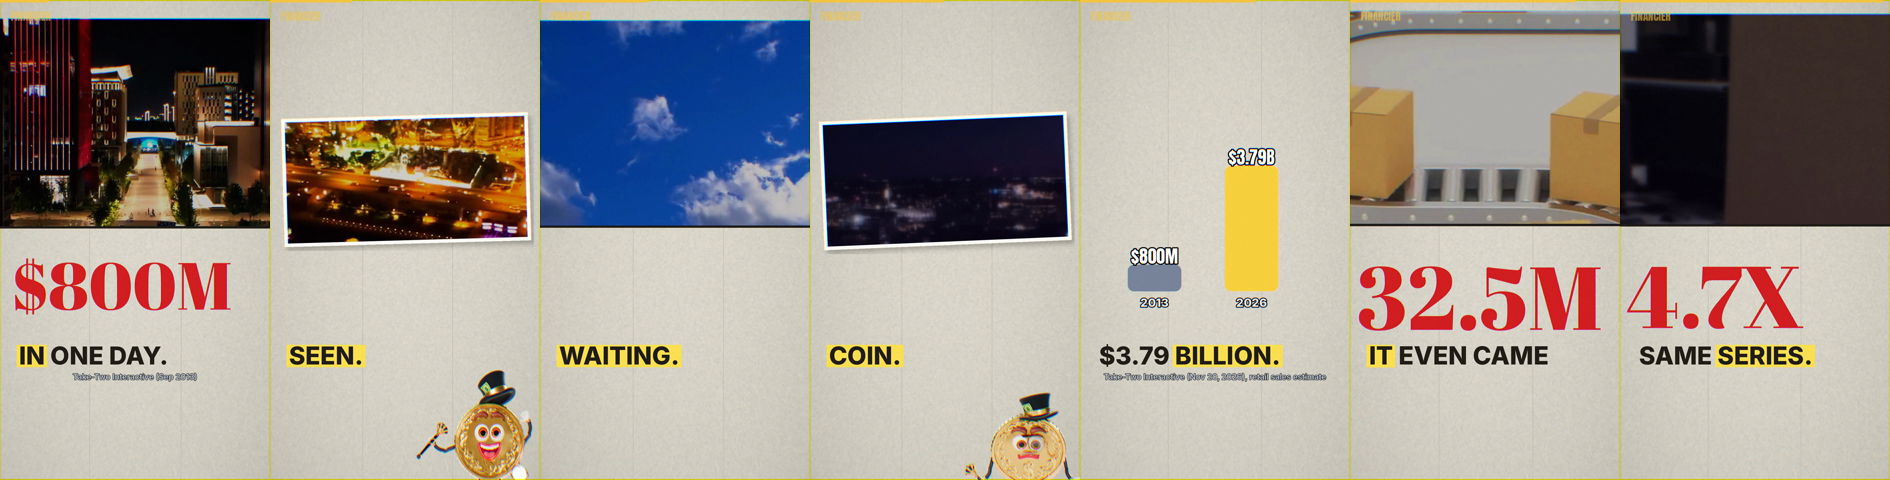 $800M
IN ONE DAY.
Take-Two Interactive (Sep 2013)
SEEN.
WAITING.
COIN.
$3.79B
$800M
2013
2026
$3.79 BILLION.
Take-Two Interactive (Nov 20, 2026), retail sales estimate
FINANCIER
32.5M
IT EVEN CAME
FINANCIER
4.7X
SAME SERIES.